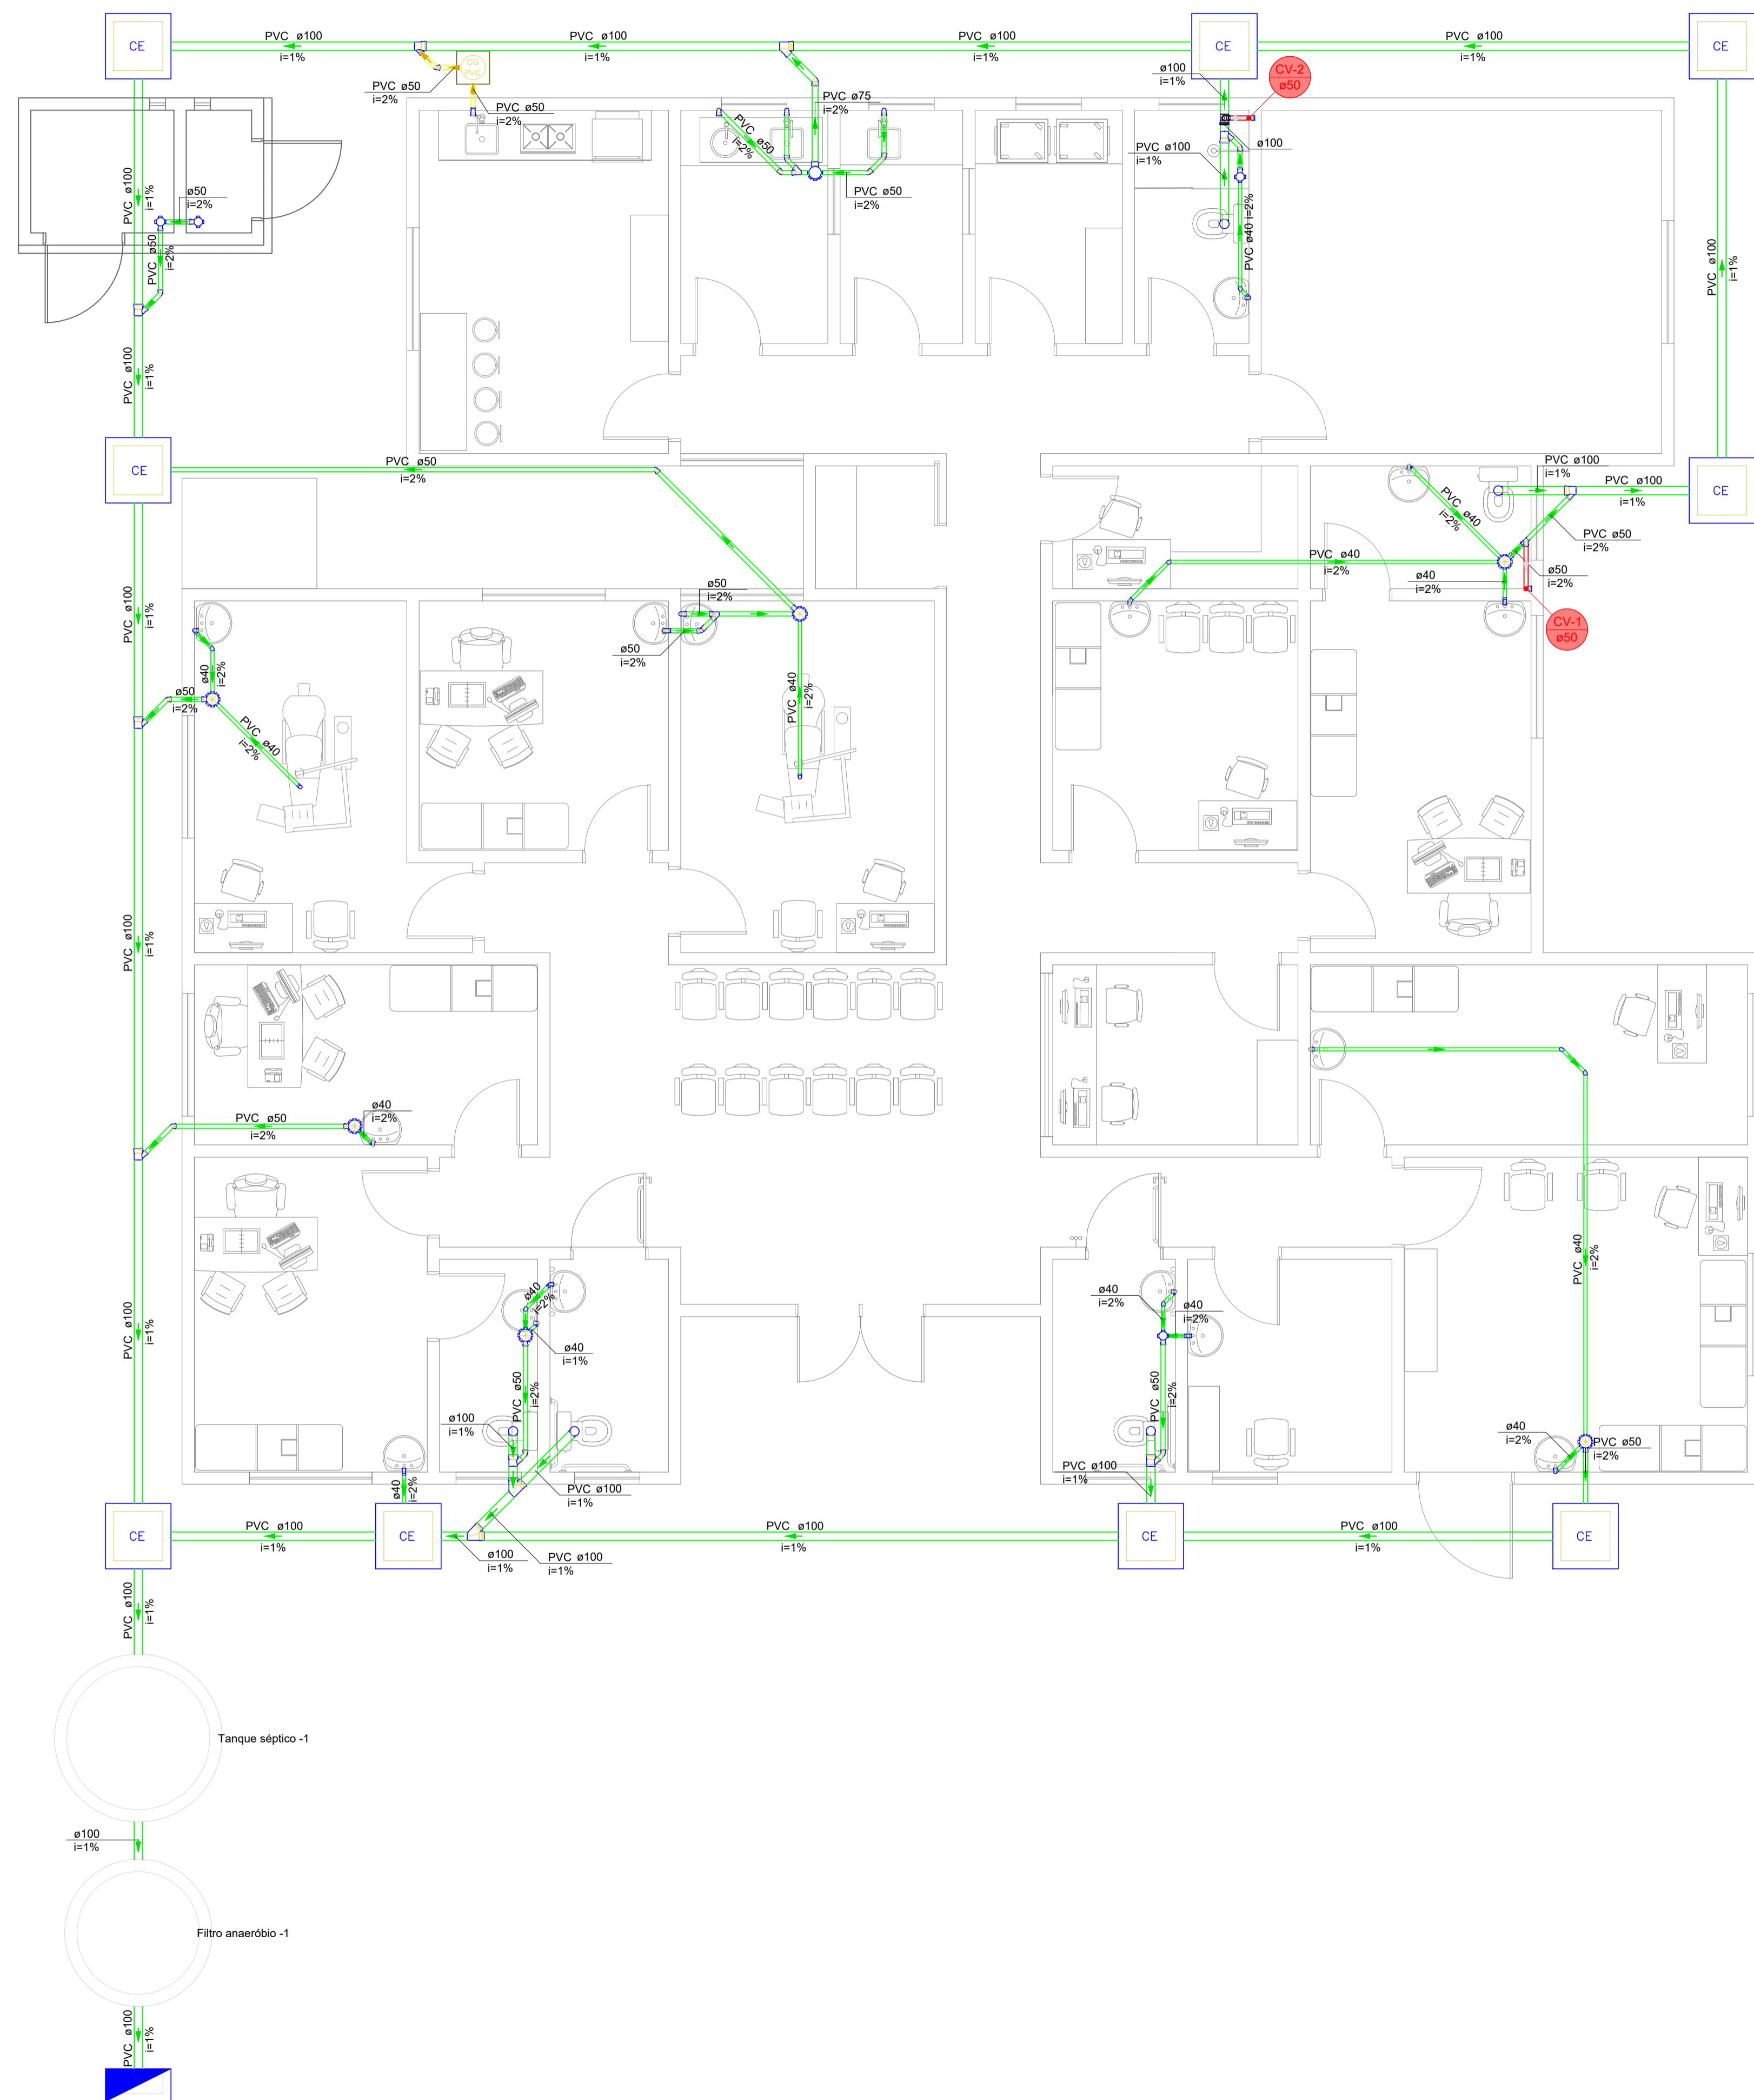 PVC ø100
i=1%
PVC ø100
i=1%
PVC ø100
i=1%
PVC ø100
i=1%
CE
CE
CE
CG
PVC
PVC ø50
i=2%
PVC ø50
i=2%
ø100
i=1%
CV-2
ø50
PVC ø75
i=2%
PVC ø50
i=2%
PVC ø50
i=2%
PVC ø100
i=1%
ø100
PVC ø40
i=2%
PVC ø100
i=1%
ø50
i=2%
PVC ø50
i=2%
PVC ø100
i=1%
PVC ø100
i=1%
CE
PVC ø50
i=2%
PVC ø100
i=1%
PVC ø100
i=1%
CE
PVC ø40
i=2%
PVC ø50
i=2%
PVC ø40
i=2%
ø50
i=2%
ø40
i=2%
CV-1
ø50
PVC ø100
i=1%
ø50
i=2%
ø50
i=2%
ø40
i=2%
ø50
i=2%
PVC ø40
i=2%
PVC ø40
i=2%
PVC ø100
i=1%
ø40
i=2%
PVC ø50
i=2%
PVC ø40
i=2%
PVC ø100
i=1%
ø40
i=2%
ø40
i=1%
PVC ø50
i=2%
ø100
i=1%
ø40
i=2%
ø40
i=2%
PVC ø50
i=2%
ø40
i=2%
PVC ø50
i=2%
PVC ø100
i=1%
PVC ø100
i=1%
ø40
i=2%
CE
PVC ø100
i=1%
CE
ø100
i=1%
PVC ø100
i=1%
PVC ø100
i=1%
CE
PVC ø100
i=1%
CE
PVC ø100
i=1%
Tanque séptico -1
ø100
i=1%
Filtro anaeróbio -1
PVC ø100
i=1%